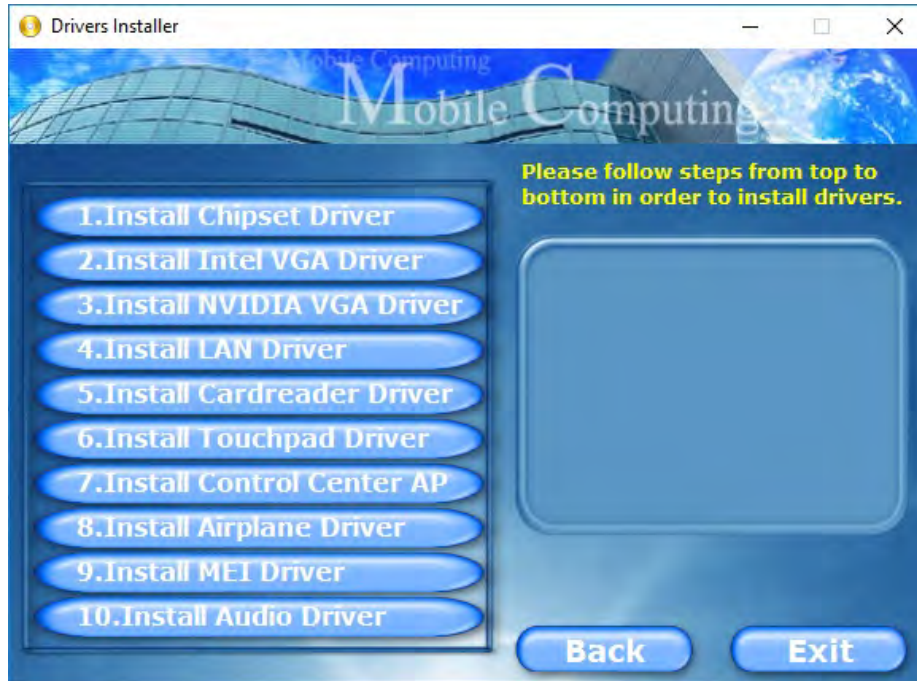 Drivers Installer
Mobile Computing
Mobile Computing
Please follow steps from top to
bottom in order to install drivers.
1.Install Chipset Driver
2.Install Intel VGA Driver
3.Install NVIDIA VGA Driver
4.Install LAN Driver
5.Install Cardreader Driver
6.Install Touchpad Driver
7.Install Control Center AP
8.Install Airplane Driver
9.Install MEI Driver
10.Install Audio Driver
Back
Exit